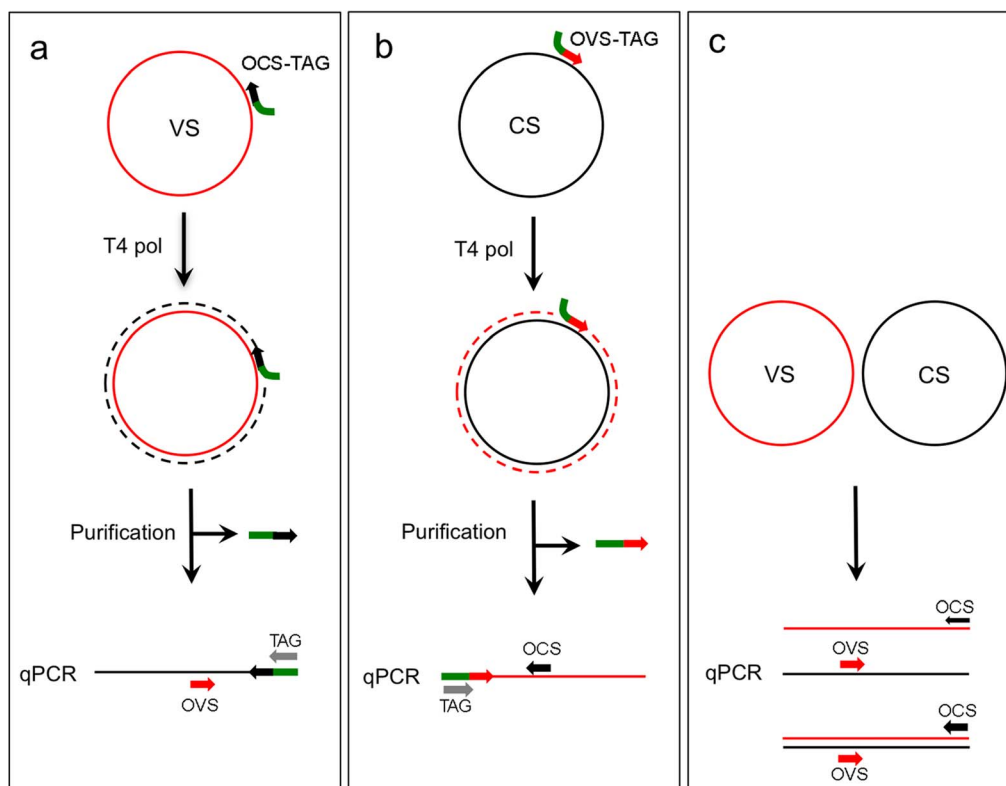 a
OCS-TAG
VS
T4 pol
Purification
TAG
qPCR
OVS
b
OVS-TAG
CS
T4 pol
Purification
OCS
qPCR
TAG
c
VS
CS
OCS
OVS
qPCR
OCS
OVS